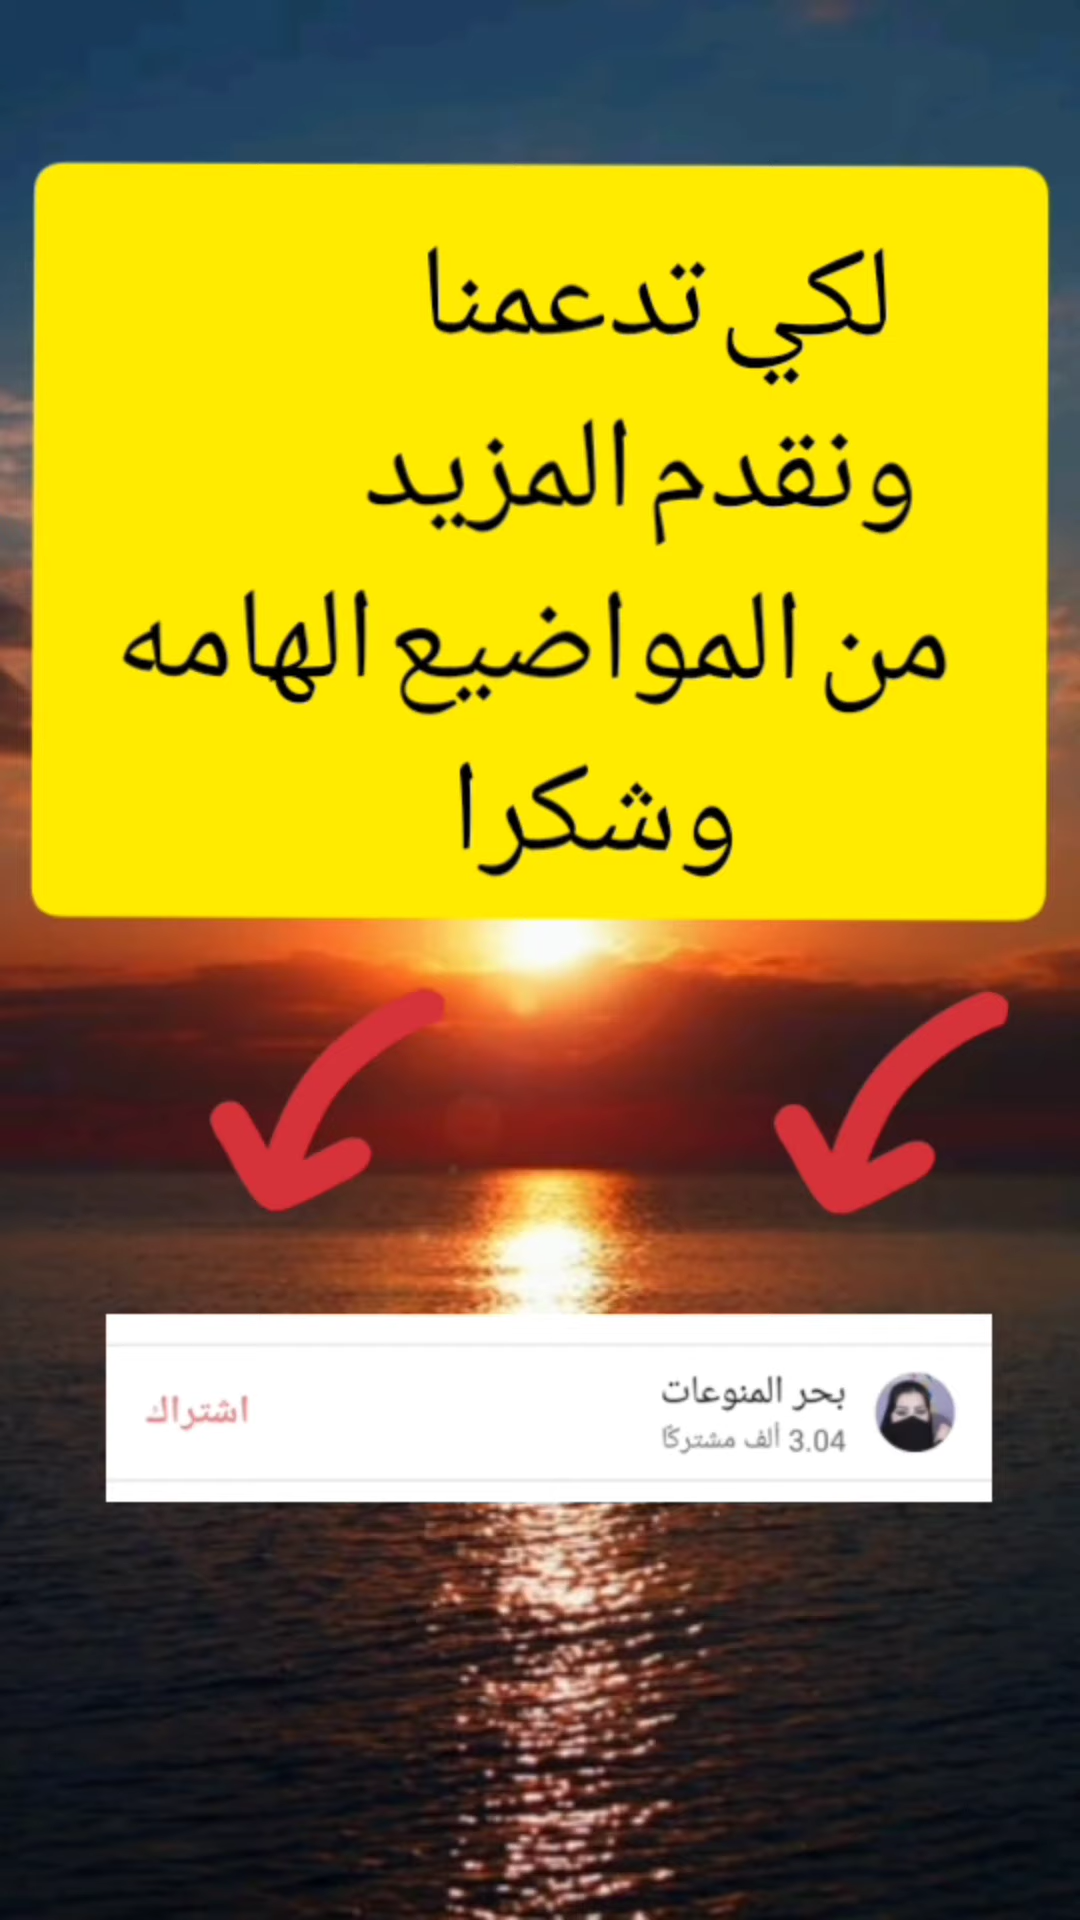 لكي تدعمنا
ونقدم المزيد
من المواضيع الهامه
وشكرا
بحر المنوعات
3.04 ألف مشتركًا
اشتراك